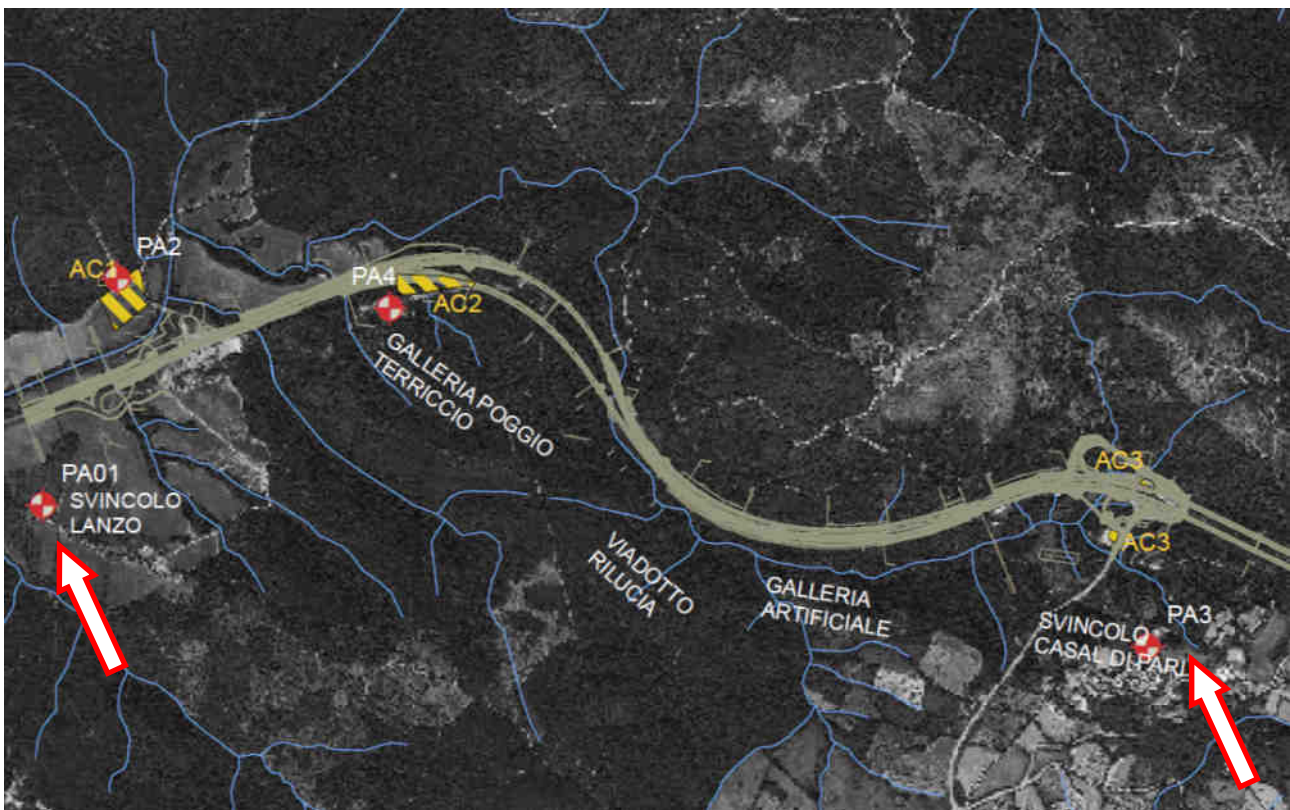 PA2
AC1
PA4
AC2
GALLERIA POGGIO
TERRICCIO
PA01
SVINCOLO
LANZO
AC3
AC3
VIADOTTO
RILUCIA
GALLERIA
ARTIFICIALE
PA3
SVINCOLO
CASAL DI PARI